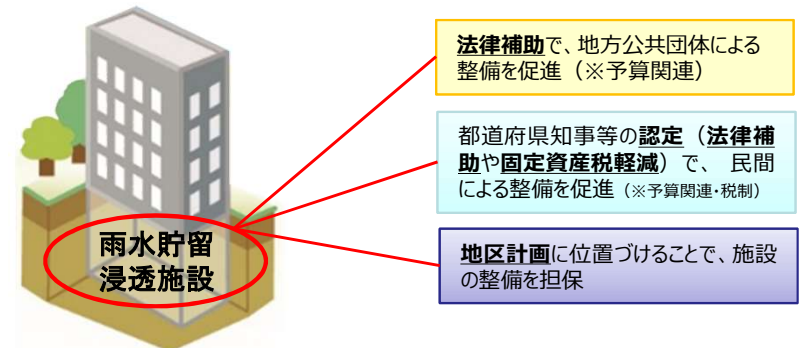 法律補助で、地方公共団体による
整備を促進（※予算関連）
都道府県知事等の認定（法律補
助や固定資産税軽減）で、 民間
による整備を促進（※予算関連・税制）
雨水貯留
浸透施設
地区計画に位置づけることで、施設
の整備を担保